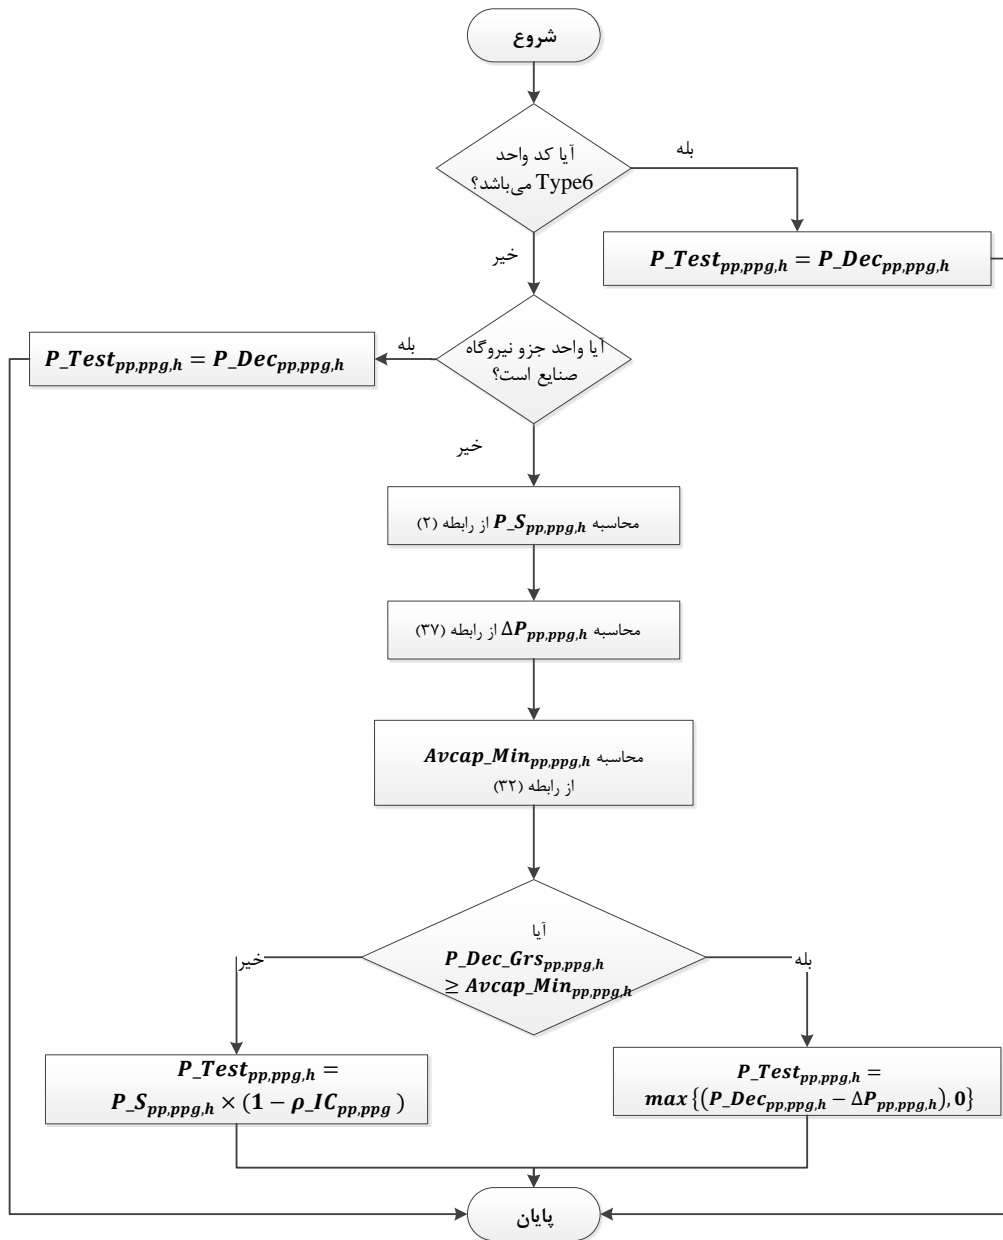 شروع
آیا کد واحد
Type6 می‌باشد؟
بله
P_Test_{pp,ppg,h} = P_Dec_{pp,ppg,h}
خیر
آیا واحد جزو نیروگاه
صنایع است؟
بله
P_Test_{pp,ppg,h} = P_Dec_{pp,ppg,h}
خیر
محاسبه P_S_{pp,ppg,h} از رابطه (۲)
محاسبه ΔP_{pp,ppg,h} از رابطه (۳۷)
محاسبه Avcap_Min_{pp,ppg,h}
از رابطه (۳۲)
آیا
P_Dec_Grs_{pp,ppg,h}
≥ Avcap_Min_{pp,ppg,h}
بله
خیر
P_Test_{pp,ppg,h} =
max {(P_Dec_{pp,ppg,h} − ΔP_{pp,ppg,h}), 0}
P_Test_{pp,ppg,h} =
P_S_{pp,ppg,h} × (1 − ρ_IC_{pp,ppg} )
پایان